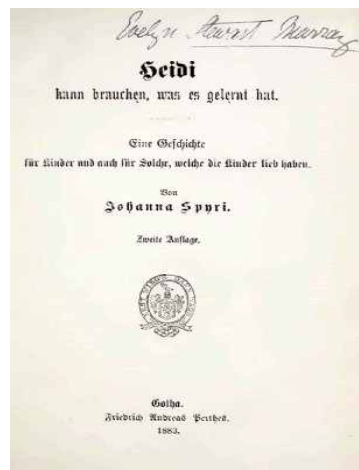 Evelyn Stewart Murray
Heidi
kann brauchen, was es gelernt hat.
Eine Geschichte
für Kinder und auch für Solche, welche die Kinder lieb haben.
Von
Johanna Spyri.
Zweite Auflage.
Gotha.
Friedrich Andreas Perthes.
1883.